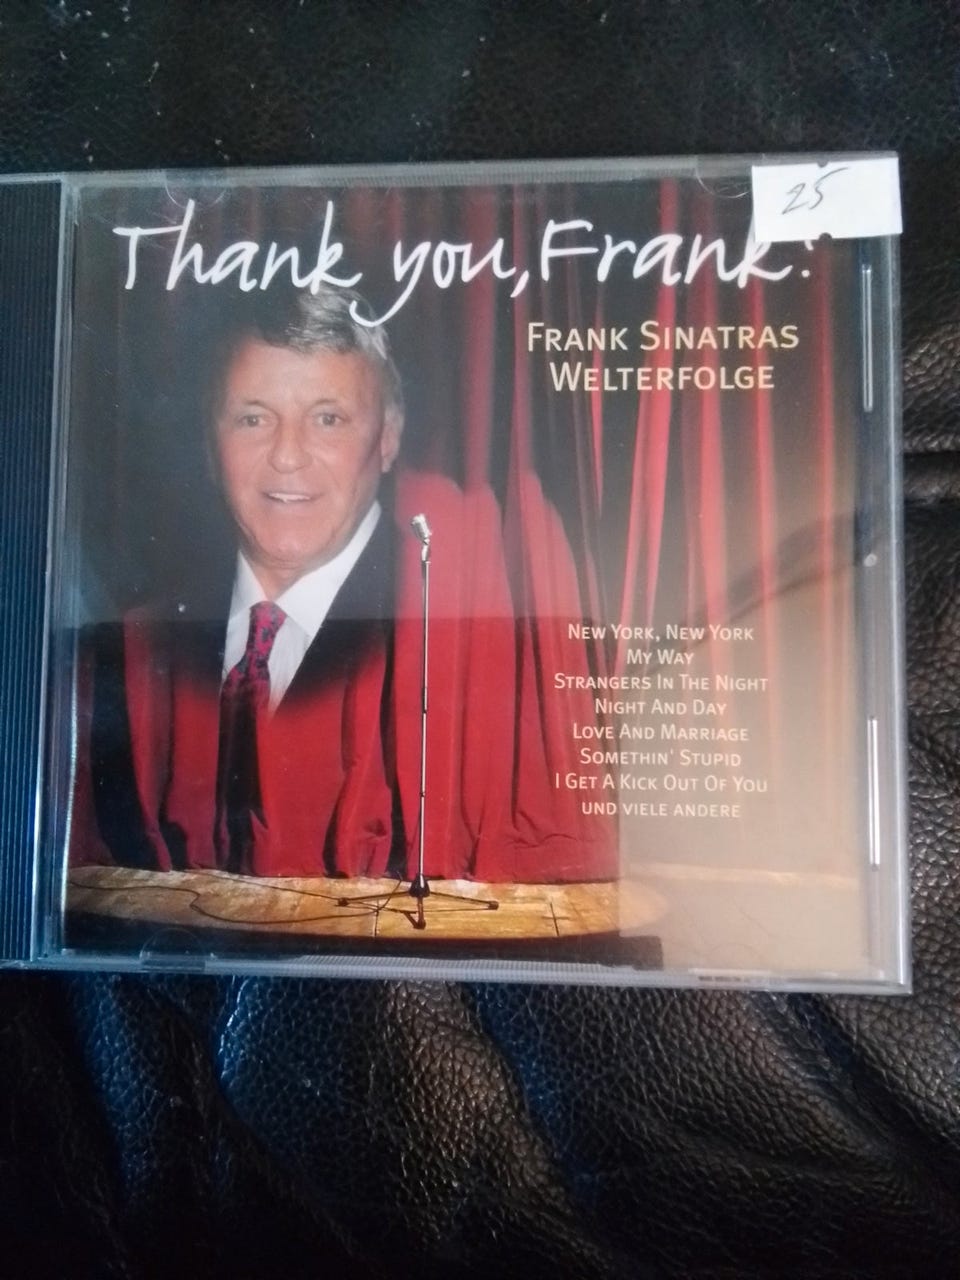 25
Thank you, Frank!
FRANK SINATRAS
WELTERFOLGE
NEW YORK, NEW YORK
MY WAY
STRANGERS IN THE NIGHT
NIGHT AND DAY
LOVE AND MARRIAGE
SOMETHIN' STUPID
I GET A KICK OUT OF YOU
UND VIELE ANDERE